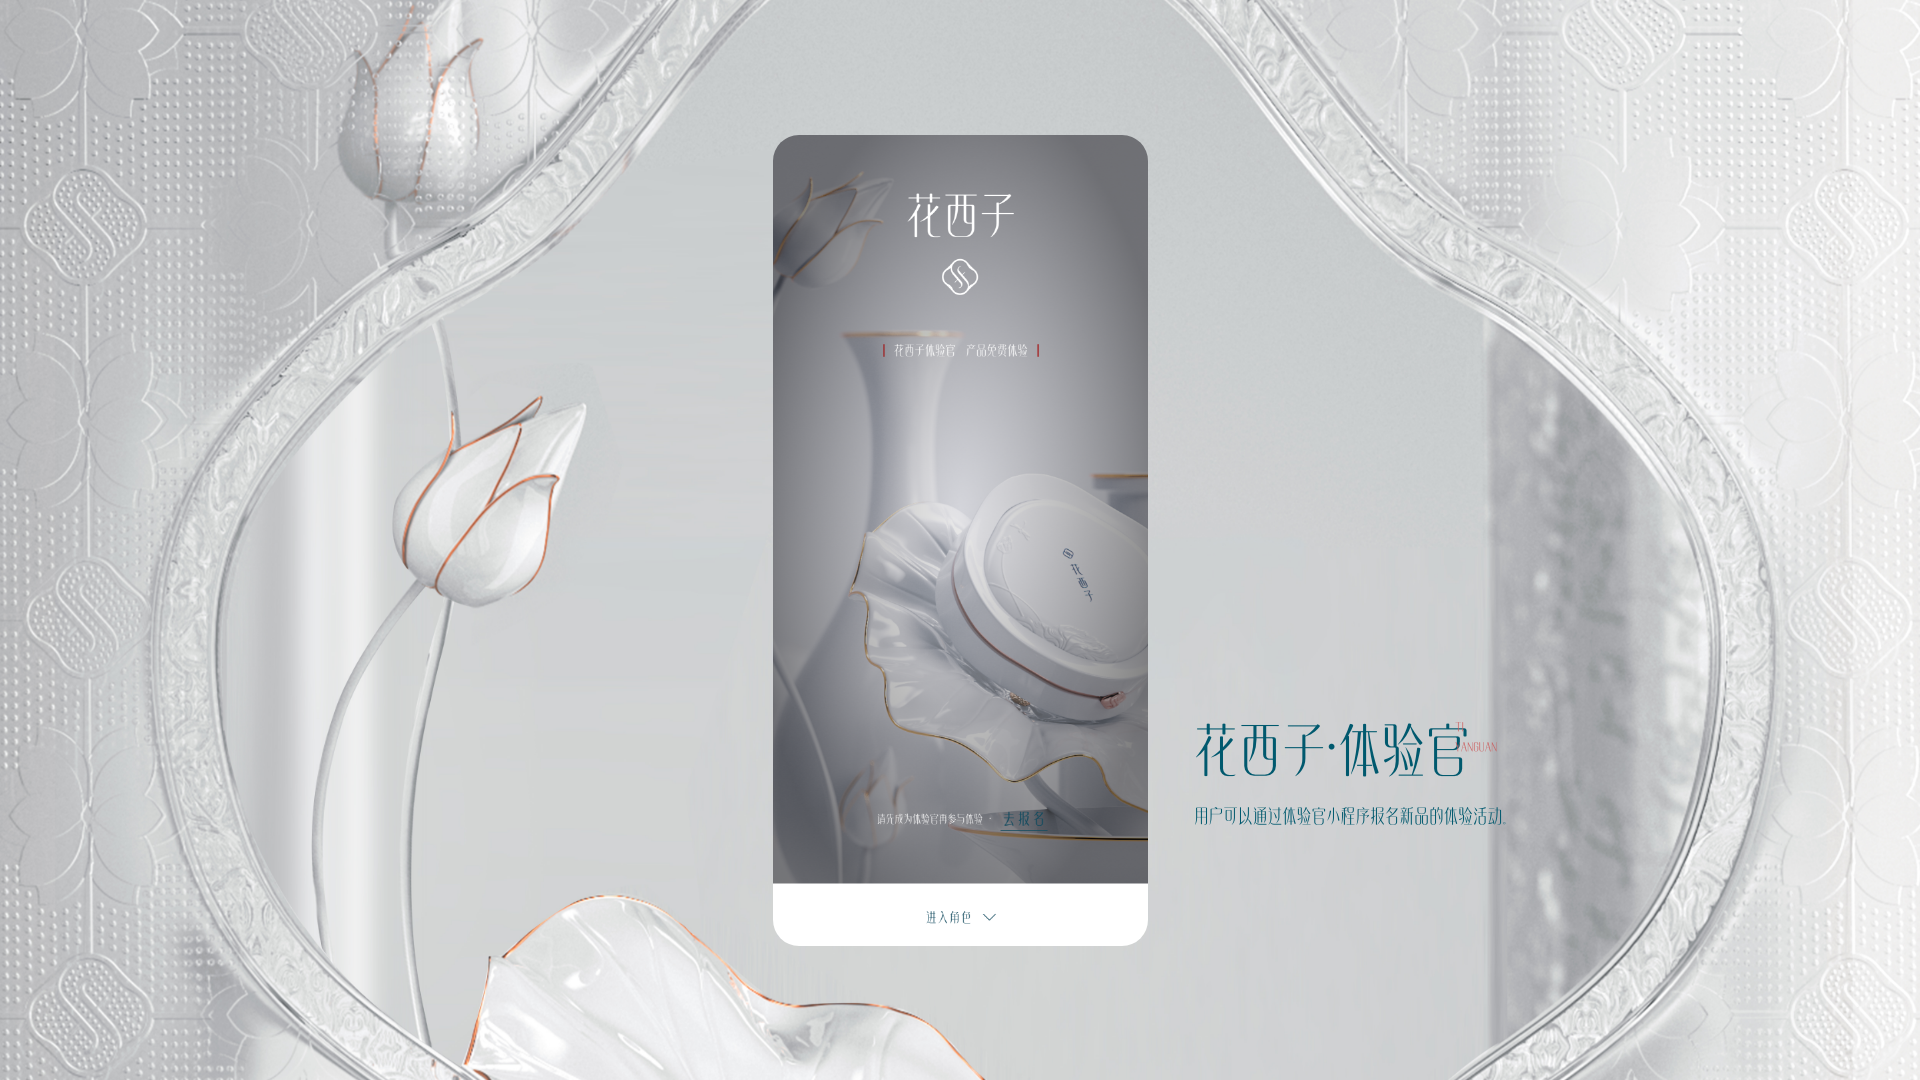 花西子
花西子体验官 产品免费体验
花西子
请先成为体验官再参与体验 · 去报名
进入角色
花西子·体验官
用户可以通过体验官小程序报名新品的体验活动.